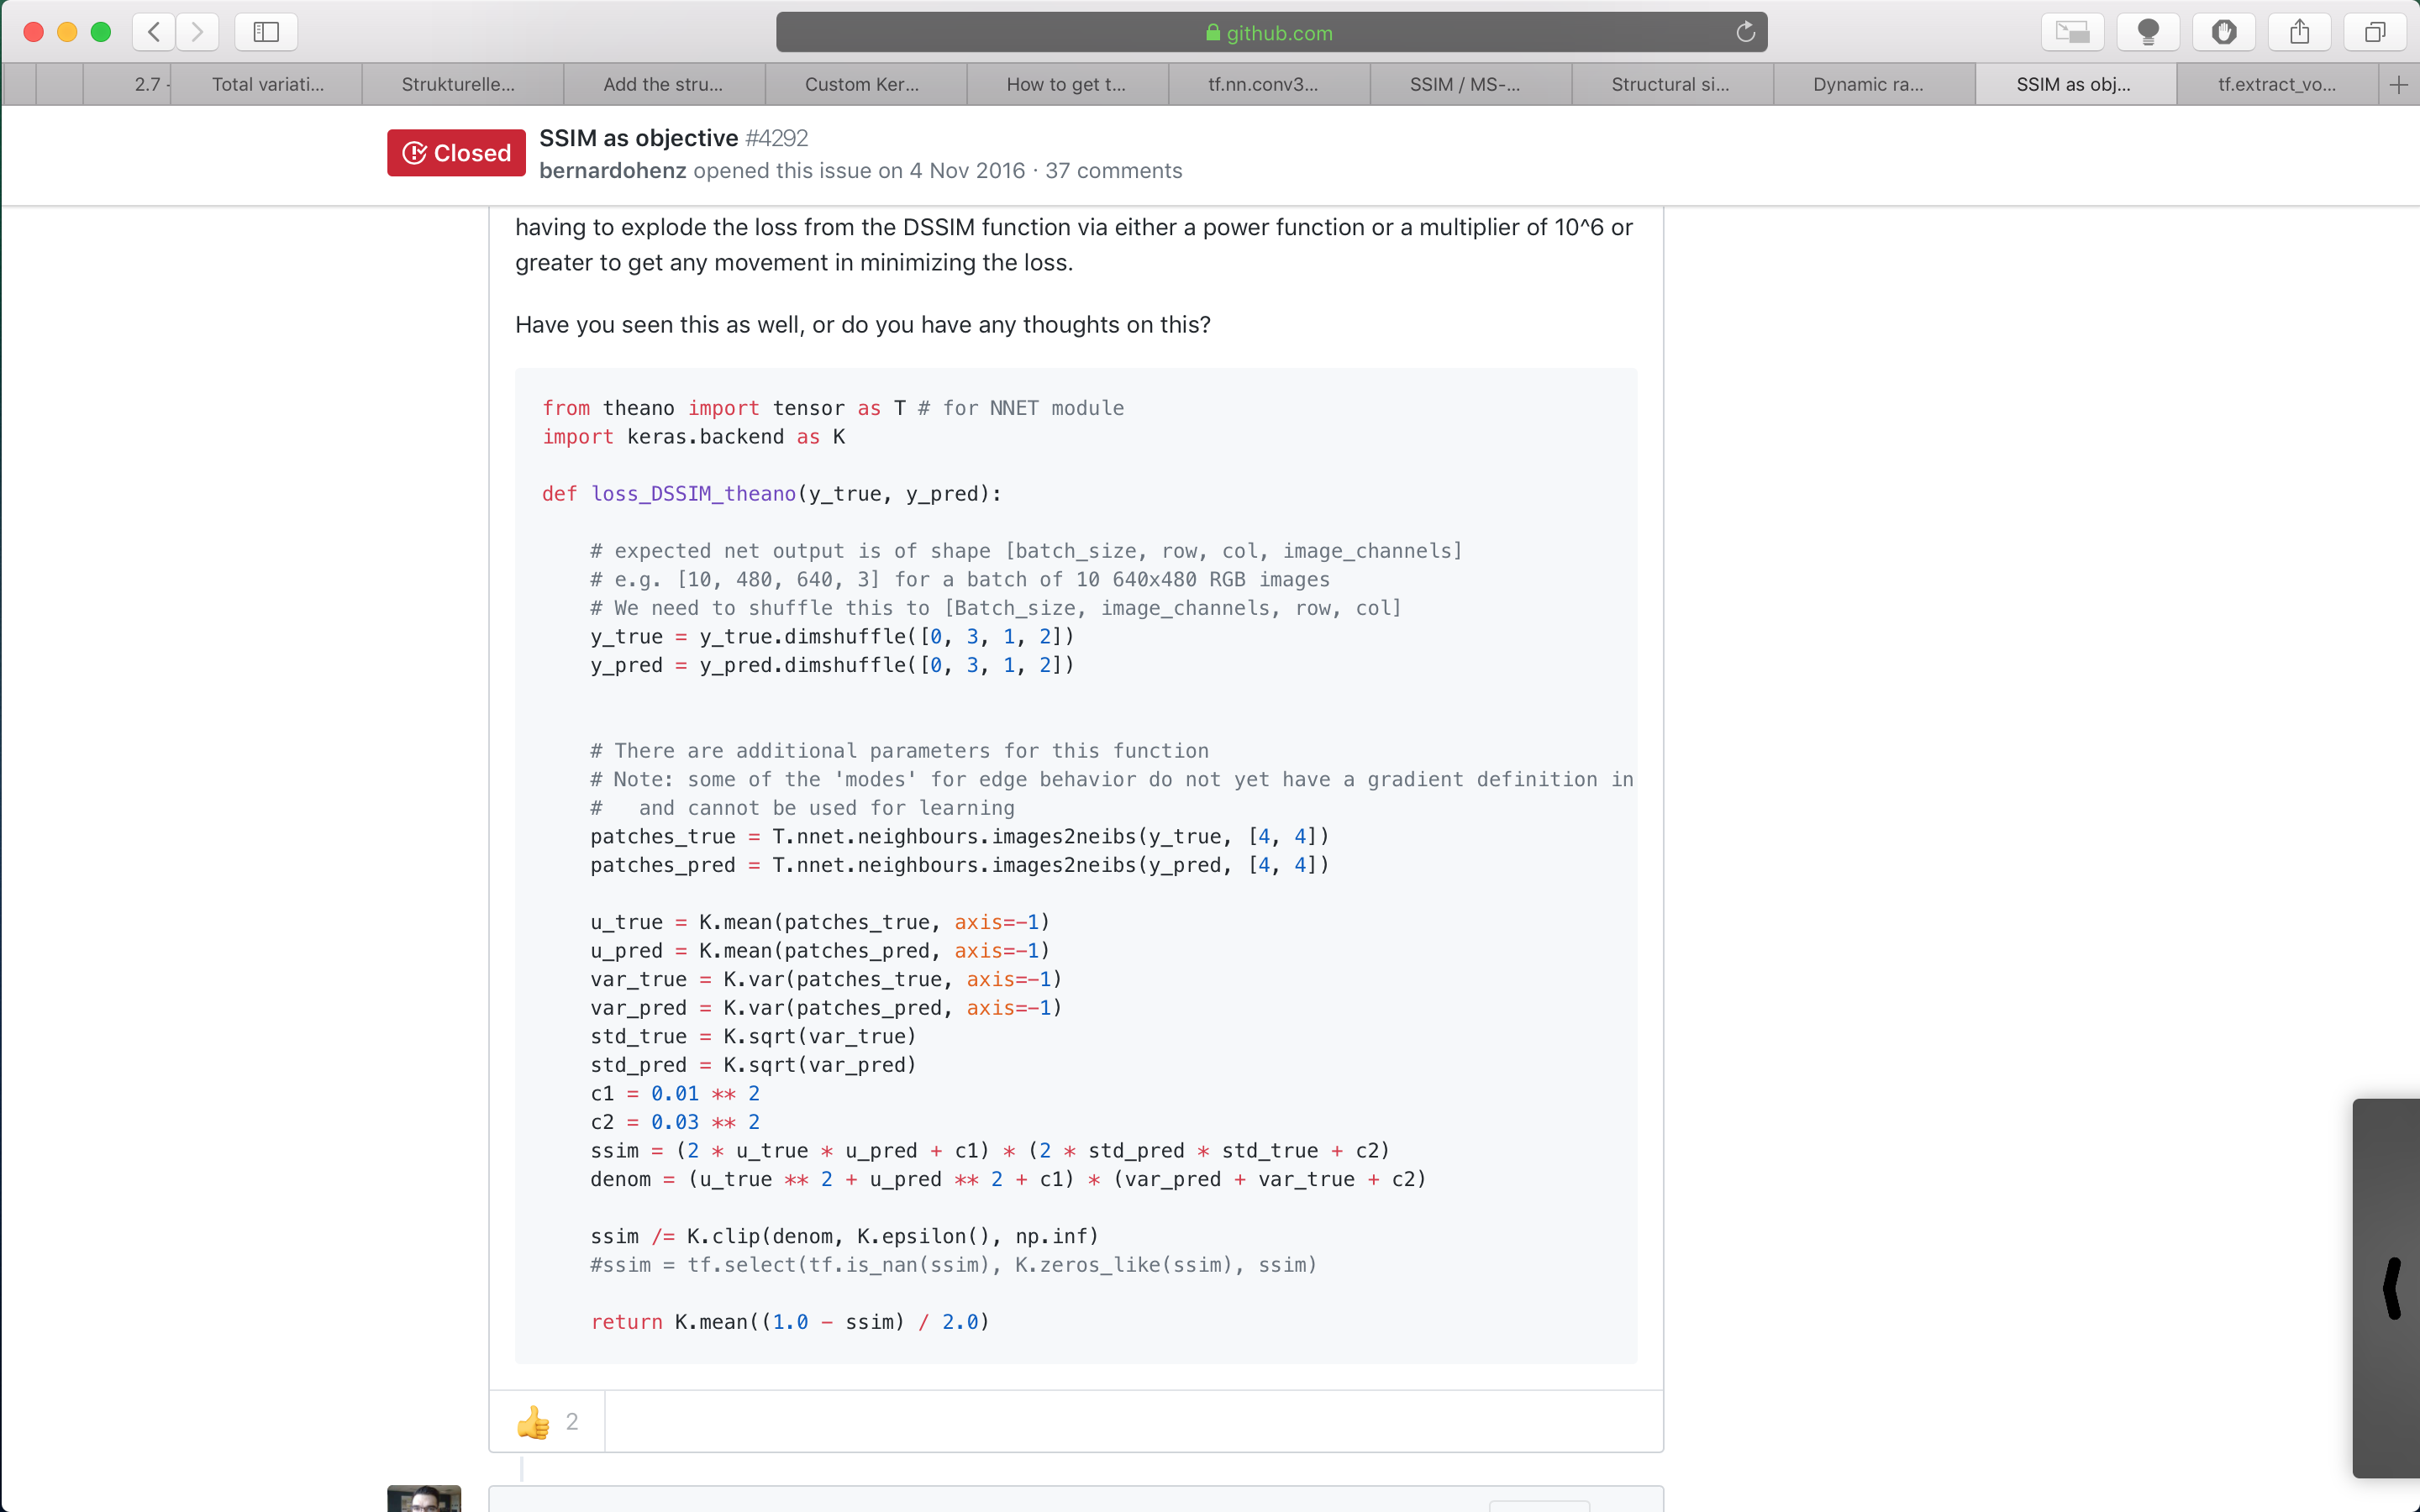 github.com
2.7 -
Total variati...
Strukturelle...
Add the stru...
Custom Ker...
How to get t...
tf.nn.conv3...
SSIM / MS-...
Structural si...
Dynamic ra...
SSIM as obj...
tf.extract_vo...
Closed
SSIM as objective #4292
bernardohenz opened this issue on 4 Nov 2016 · 37 comments
having to explode the loss from the DSSIM function via either a power function or a multiplier of 10^6 or
greater to get any movement in minimizing the loss.
Have you seen this as well, or do you have any thoughts on this?
from theano import tensor as T # for NNET module
import keras.backend as K
def loss_DSSIM_theano(y_true, y_pred):
# expected net output is of shape [batch_size, row, col, image_channels]
# e.g. [10, 480, 640, 3] for a batch of 10 640x480 RGB images
# We need to shuffle this to [Batch_size, image_channels, row, col]
y_true = y_true.dimshuffle([0, 3, 1, 2])
y_pred = y_pred.dimshuffle([0, 3, 1, 2])
# There are additional parameters for this function
# Note: some of the 'modes' for edge behavior do not yet have a gradient definition in
#   and cannot be used for learning
patches_true = T.nnet.neighbours.images2neibs(y_true, [4, 4])
patches_pred = T.nnet.neighbours.images2neibs(y_pred, [4, 4])
u_true = K.mean(patches_true, axis=-1)
u_pred = K.mean(patches_pred, axis=-1)
var_true = K.var(patches_true, axis=-1)
var_pred = K.var(patches_pred, axis=-1)
std_true = K.sqrt(var_true)
std_pred = K.sqrt(var_pred)
c1 = 0.01 ** 2
c2 = 0.03 ** 2
ssim = (2 * u_true * u_pred + c1) * (2 * std_pred * std_true + c2)
denom = (u_true ** 2 + u_pred ** 2 + c1) * (var_pred + var_true + c2)
ssim /= K.clip(denom, K.epsilon(), np.inf)
#ssim = tf.select(tf.is_nan(ssim), K.zeros_like(ssim), ssim)
return K.mean((1.0 - ssim) / 2.0)
2